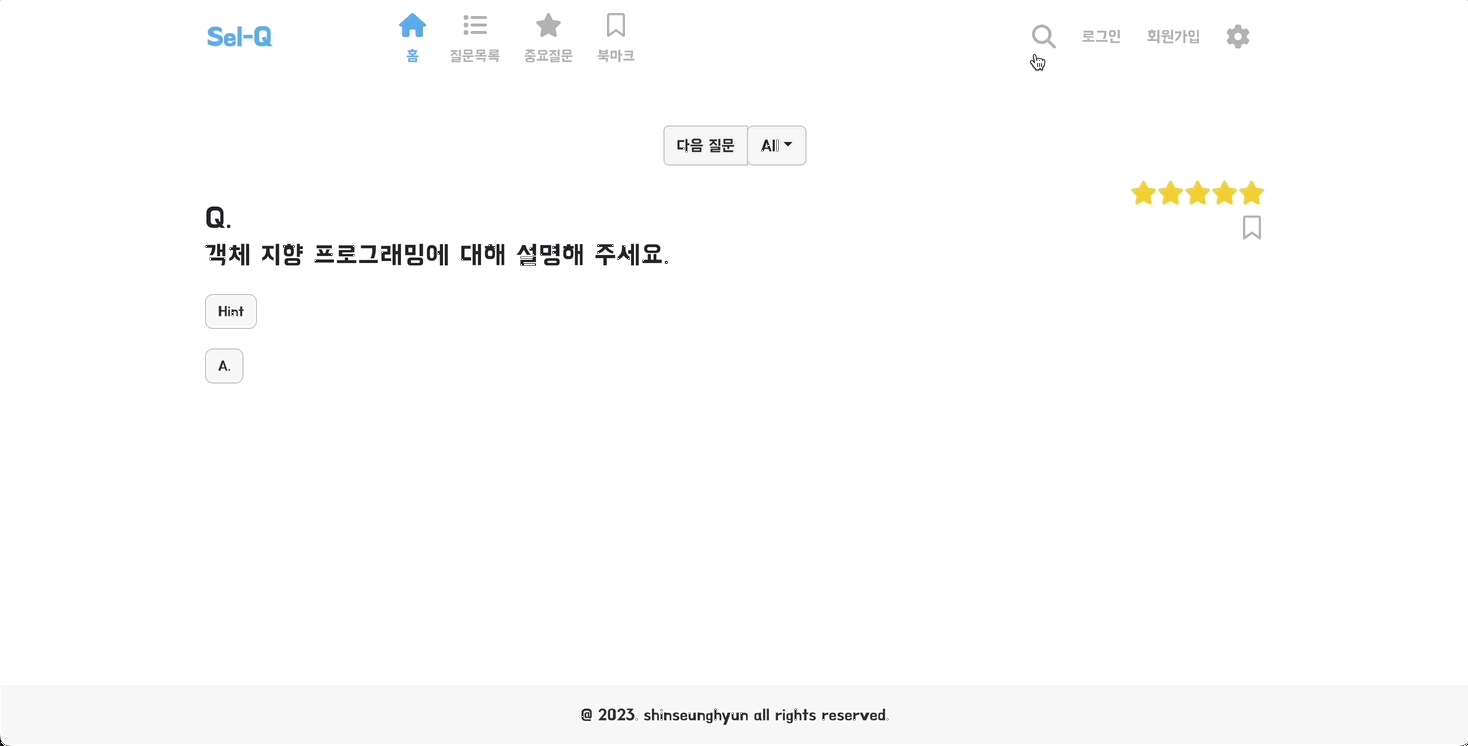 Sel-Q
홈
질문목록
중요질문
북마크
로그인
회원가입
다음 질문
All
Q.
객체 지향 프로그래밍에 대해 설명해 주세요.
Hint
A.
@ 2023. shinseunghyun all rights reserved.